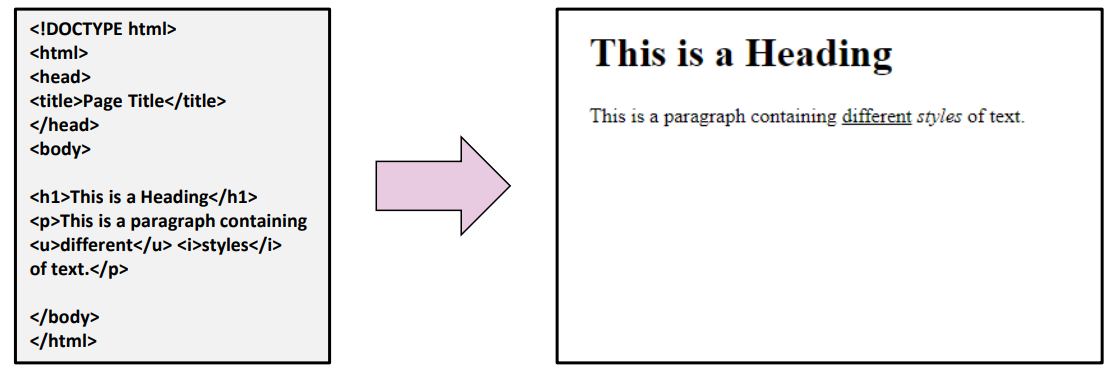 <!DOCTYPE html>
<html>
<head>
<title>Page Title</title>
</head>
<body>
<h1>This is a Heading</h1>
<p>This is a paragraph containing
<u>different</u> <i>styles</i>
of text.</p>
</body>
</html>
This is a Heading
This is a paragraph containing different styles of text.